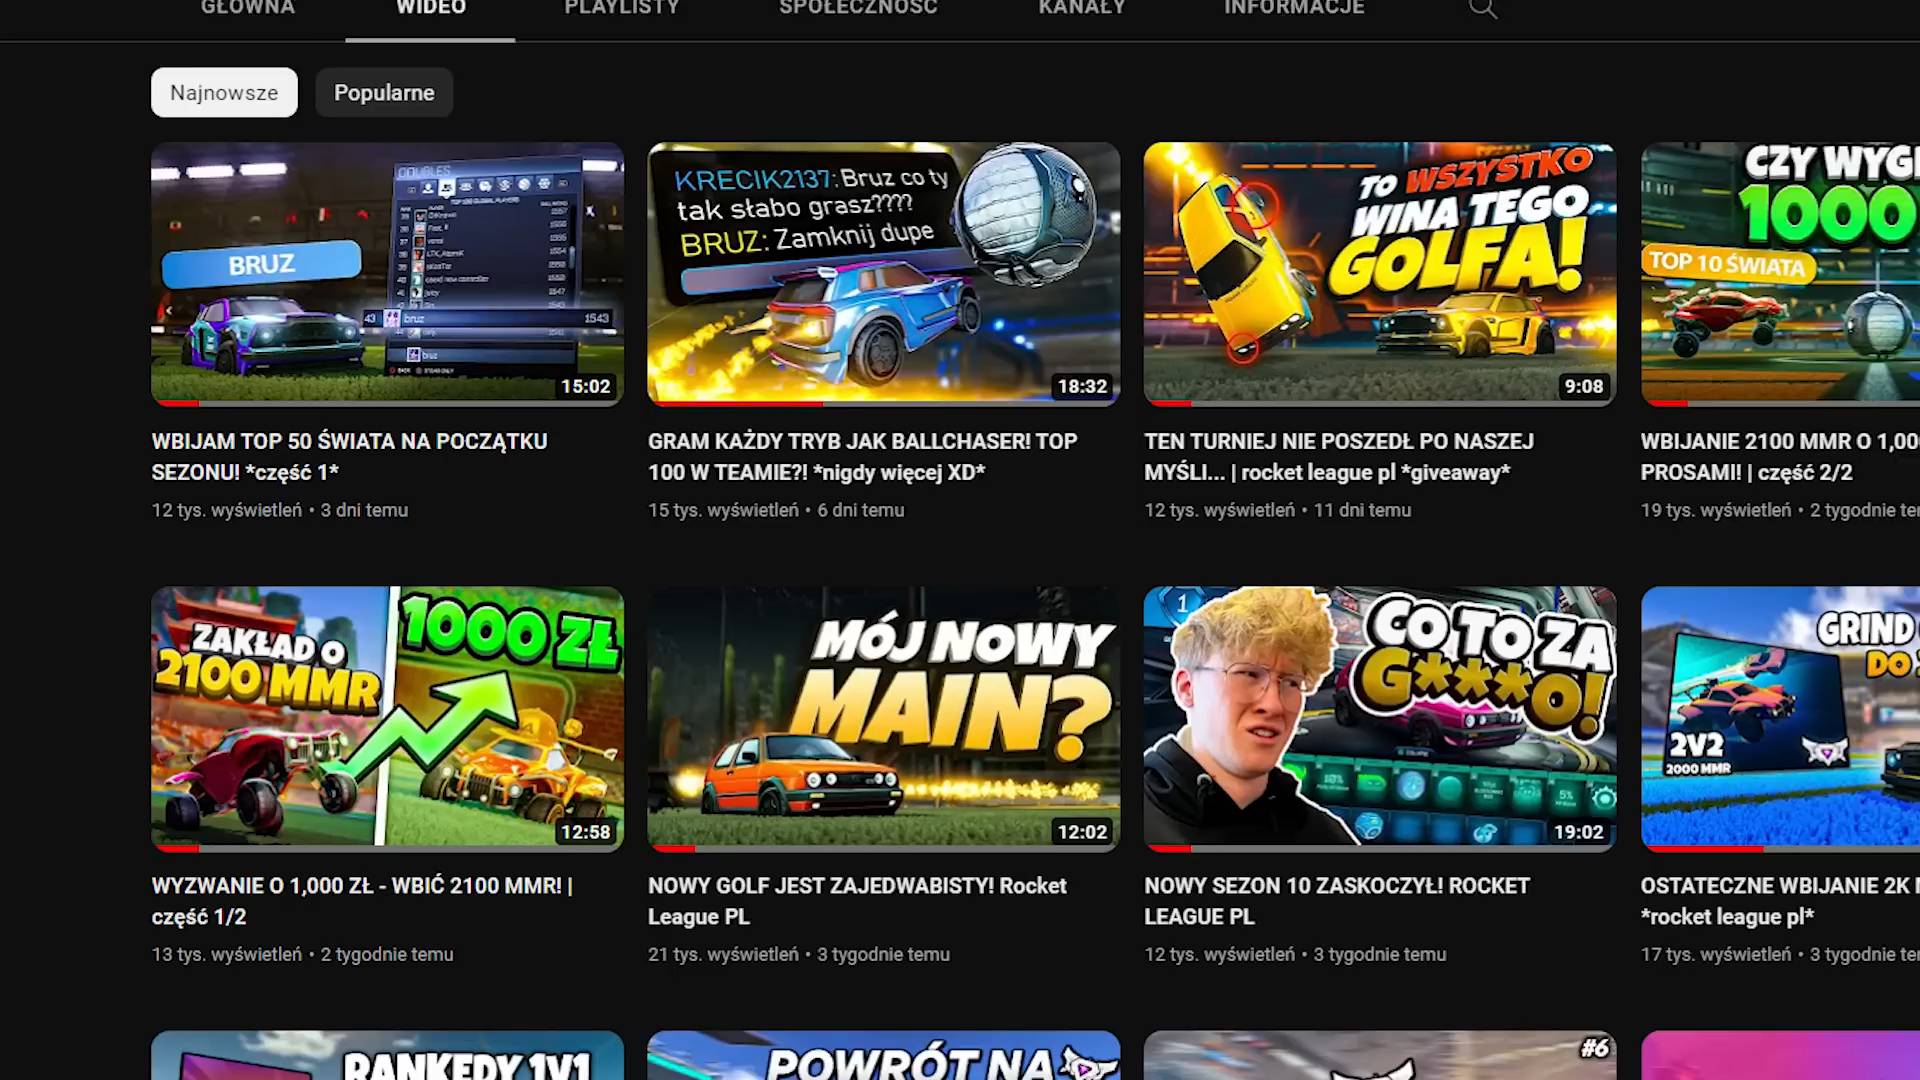 GŁÓWNA
WIDEO
PLAYLISTY
SPOŁECZNOŚĆ
KANAŁY
INFORMACJE
Najnowsze
Popularne
DOUBLES
BRUZ
43 bruz 1543
bruz
15:02
KRECIK2137: Bruz co ty
tak słabo grasz????
BRUZ: Zamknij dupe
18:32
TO WSZYSTKO
WINA TEGO
GOLFA!
9:08
CZY WYG
1000
TOP 10 ŚWIATA
WBIJAM TOP 50 ŚWIATA NA POCZĄTKU
SEZONU! *część 1*
12 tys. wyświetleń • 3 dni temu
GRAM KAŻDY TRYB JAK BALLCHASER! TOP
100 W TEAMIE?! *nigdy więcej XD*
15 tys. wyświetleń • 6 dni temu
TEN TURNIEJ NIE POSZEDŁ PO NASZEJ
MYŚLI... | rocket league pl *giveaway*
12 tys. wyświetleń • 11 dni temu
WBIJANIE 2100 MMR O 1,00
PROSAMI! | część 2/2
19 tys. wyświetleń • 2 tygodnie te
ZAKŁAD O
2100 MMR
1000 ZŁ
12:58
MÓJ NOWY
MAIN?
12:02
1
CO TO ZA
G***O!
5%
19:02
GRIND
DO
2V2
2000 MMR
WYZWANIE O 1,000 ZŁ - WBIĆ 2100 MMR! |
część 1/2
13 tys. wyświetleń • 2 tygodnie temu
NOWY GOLF JEST ZAJEDWABISTY! Rocket
League PL
21 tys. wyświetleń • 3 tygodnie temu
NOWY SEZON 10 ZASKOCZYŁ! ROCKET
LEAGUE PL
12 tys. wyświetleń • 3 tygodnie temu
OSTATECZNE WBIJANIE 2K
*rocket league pl*
17 tys. wyświetleń • 3 tygodnie te
RANKEDY 1V1
POWRÓT NA
#6